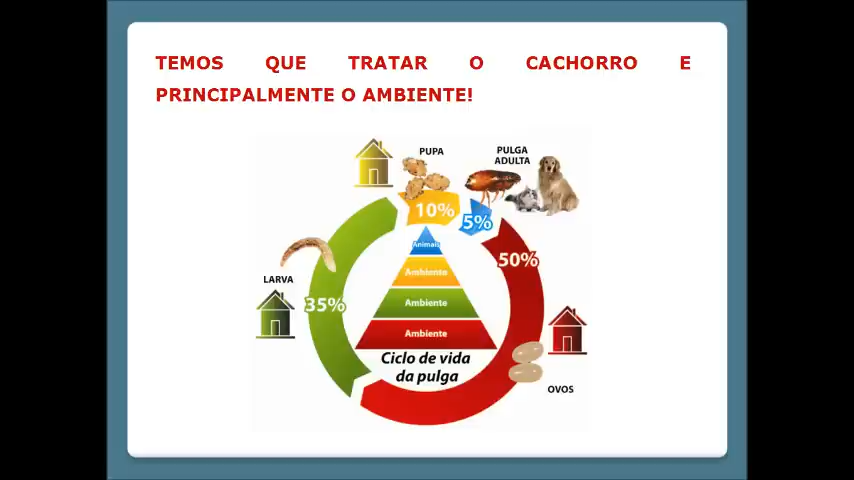 TEMOS QUE TRATAR O CACHORRO E
PRINCIPALMENTE O AMBIENTE!
PUPA
PULGA
ADULTA
10%
5%
Animais
50%
Ambiente
LARVA
35%
Ambiente
Ambiente
Ciclo de vida
da pulga
OVOS